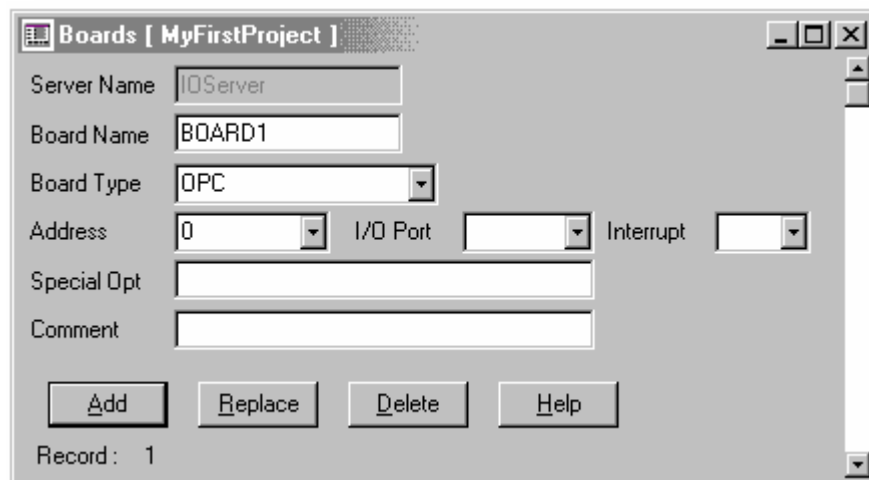 Boards [ MyFirstProject ]
Server Name IOServer
Board Name BOARD1
Board Type OPC
Address 0 I/O Port Interrupt
Special Opt
Comment
Add Replace Delete Help
Record : 1